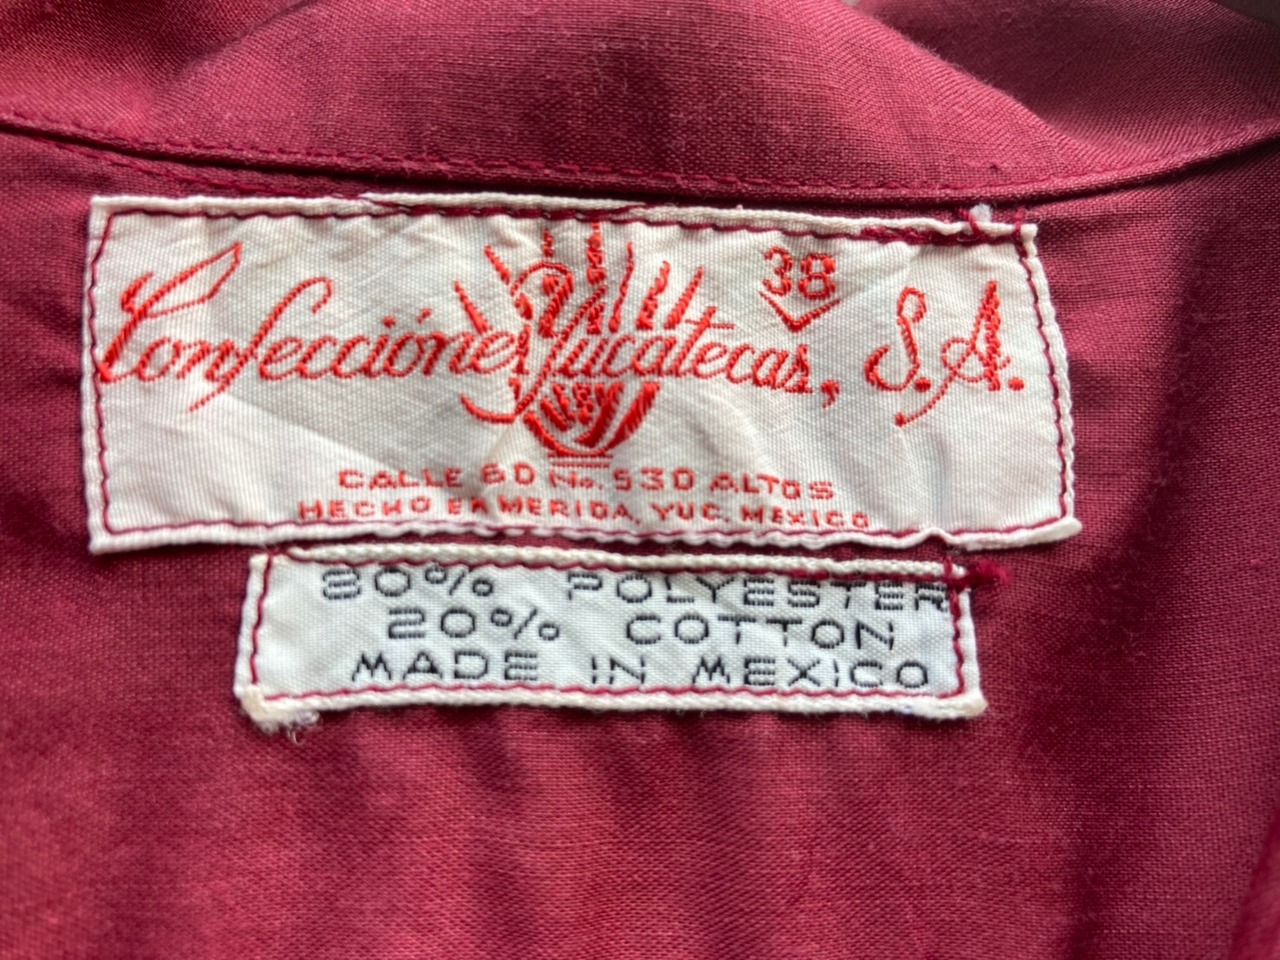 38
Confecciónes Yucatecas, S.A.
CALLE 60 No. 530 ALTOS
HECHO EN MERIDA, YUC. MEXICO
80% POLYESTER
20% COTTON
MADE IN MEXICO